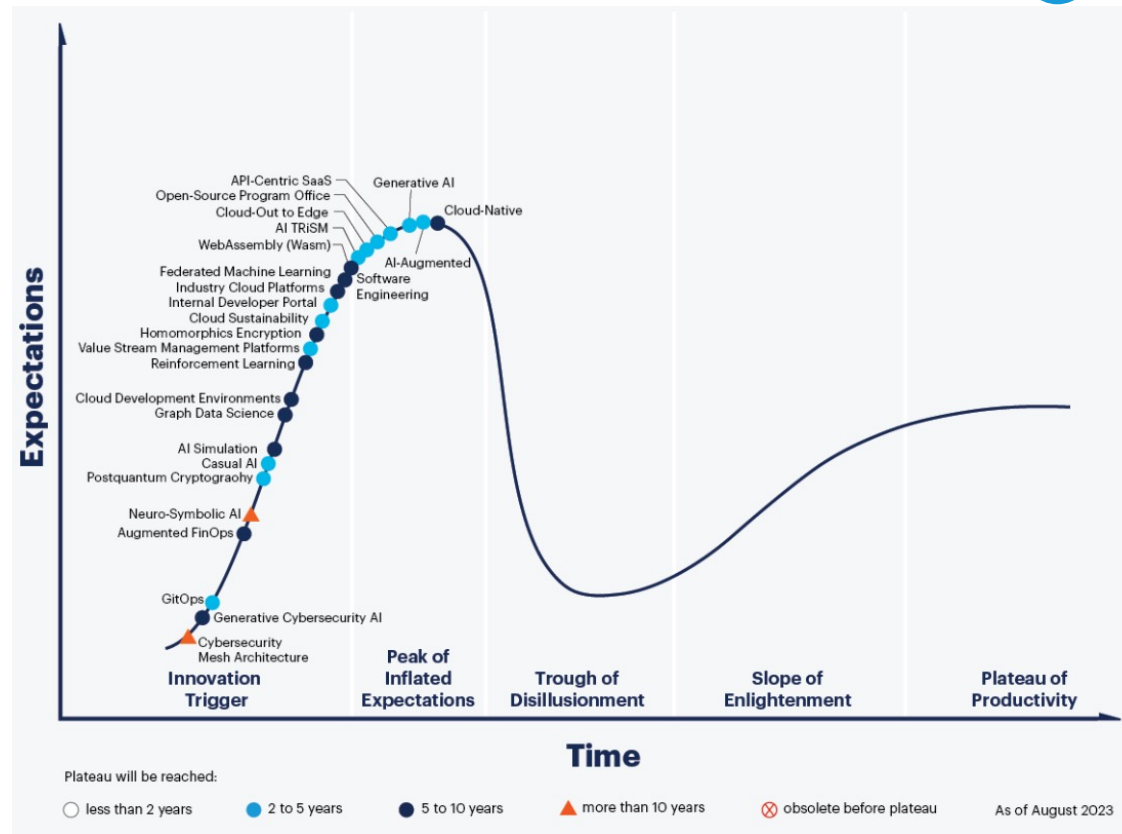 API-Centric SaaS
Generative AI
Open-Source Program Office
Cloud-Out to Edge
Cloud-Native
AI TRiSM
WebAssembly (Wasm)
AI-Augmented
Software
Engineering
Federated Machine Learning
Industry Cloud Platforms
Internal Developer Portal
Cloud Sustainability
Homomorphics Encryption
Value Stream Management Platforms
Reinforcement Learning
Cloud Development Environments
Graph Data Science
AI Simulation
Casual AI
Postquantum Cryptograohy
Neuro-Symbolic AI
Augmented FinOps
GitOps
Generative Cybersecurity AI
Cybersecurity
Mesh Architecture
Expectations
Innovation
Trigger
Peak of
Inflated
Expectations
Trough of
Disillusionment
Slope of
Enlightenment
Plateau of
Productivity
Time
Plateau will be reached:
less than 2 years
2 to 5 years
5 to 10 years
more than 10 years
obsolete before plateau
As of August 2023